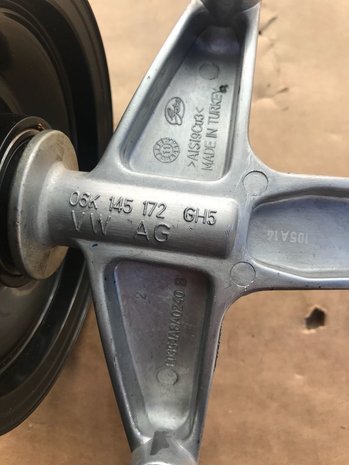 >AlSi9Cu3<
MADE IN TURKEY
06K 145 172 GH5
VW AG
105A14